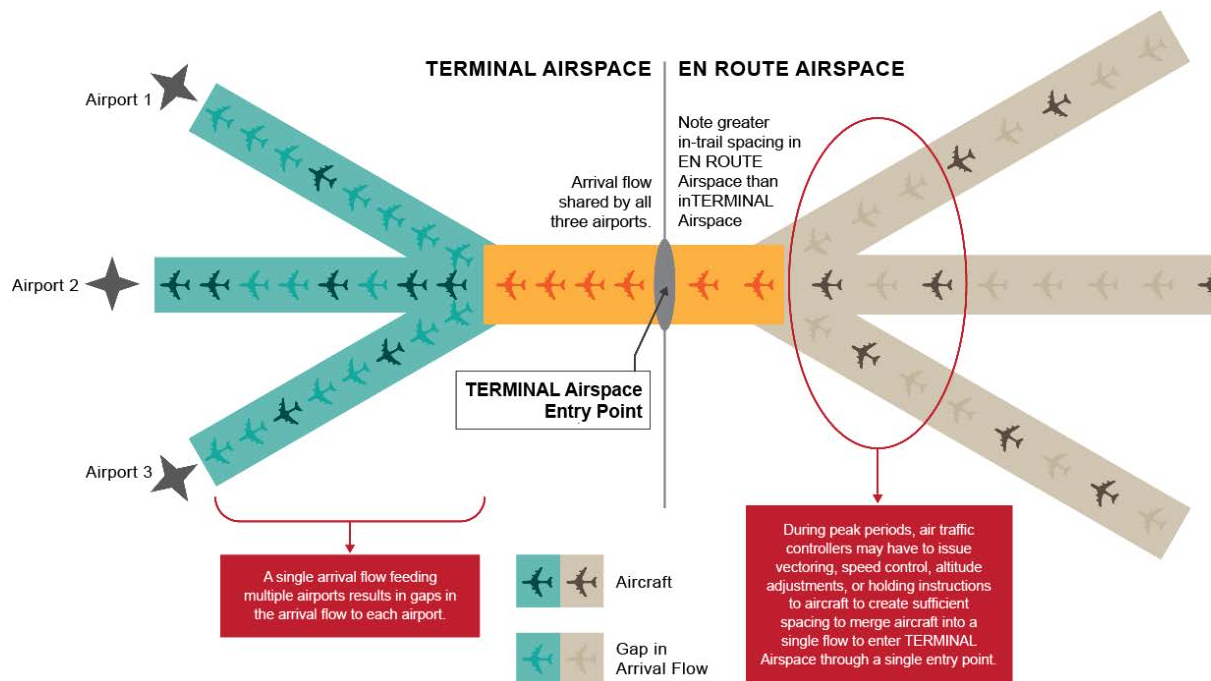 TERMINAL AIRSPACE
EN ROUTE AIRSPACE
Airport 1
Note greater
in-trail spacing in
EN ROUTE
Airspace than
inTERMINAL
Airspace
Arrival flow
shared by all
three airports.
Airport 2
TERMINAL Airspace
Entry Point
Airport 3
A single arrival flow feeding
multiple airports results in gaps in
the arrival flow to each airport.
Aircraft
Gap in
Arrival Flow
During peak periods, air traffic
controllers may have to issue
vectoring, speed control, altitude
adjustments, or holding instructions
to aircraft to create sufficient
spacing to merge aircraft into a
single flow to enter TERMINAL
Airspace through a single entry point.